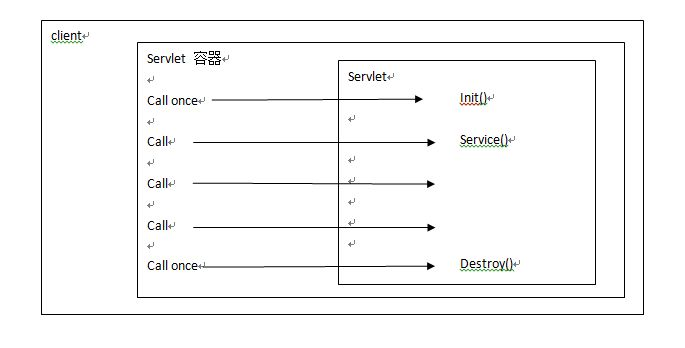 client
Servlet 容器
Servlet
Call once
Init()
Call
Service()
Call
Call
Call once
Destroy()